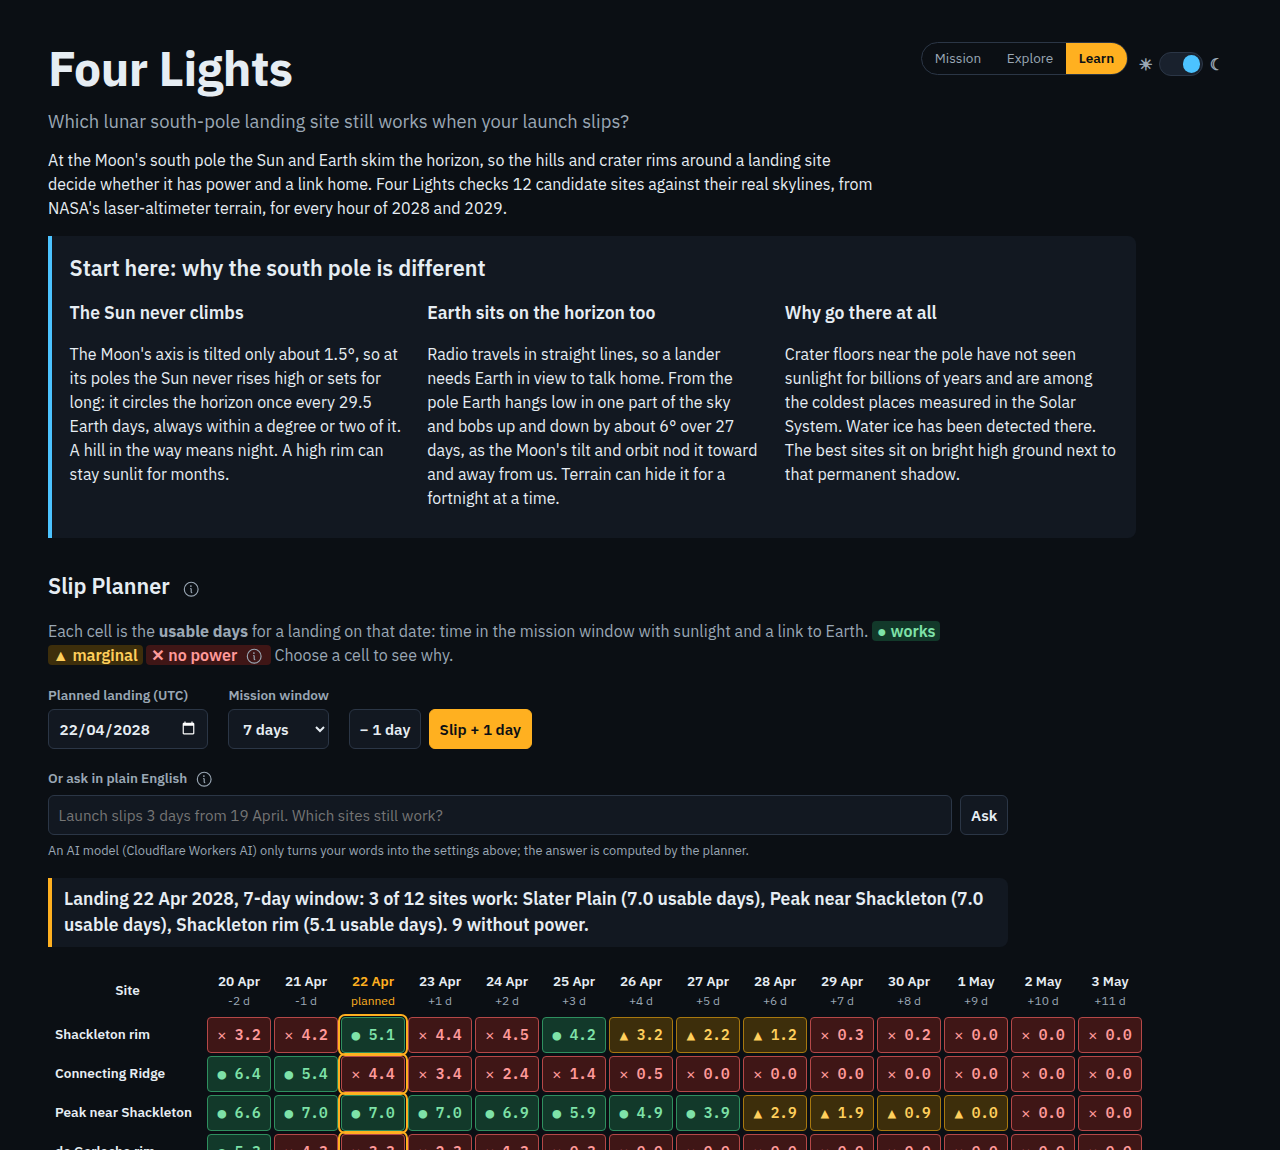 Four Lights
Mission Explore Learn
Which lunar south-pole landing site still works when your launch slips?
At the Moon's south pole the Sun and Earth skim the horizon, so the hills and crater rims around a landing site
decide whether it has power and a link home. Four Lights checks 12 candidate sites against their real skylines, from
NASA's laser-altimeter terrain, for every hour of 2028 and 2029.
Start here: why the south pole is different
The Sun never climbs
The Moon's axis is tilted only about 1.5°, so at
its poles the Sun never rises high or sets for
long: it circles the horizon once every 29.5
Earth days, always within a degree or two of it.
A hill in the way means night. A high rim can
stay sunlit for months.
Earth sits on the horizon too
Radio travels in straight lines, so a lander
needs Earth in view to talk home. From the
pole Earth hangs low in one part of the sky
and bobs up and down by about 6° over 27
days, as the Moon's tilt and orbit nod it toward
and away from us. Terrain can hide it for a
fortnight at a time.
Why go there at all
Crater floors near the pole have not seen
sunlight for billions of years and are among
the coldest places measured in the Solar
System. Water ice has been detected there.
The best sites sit on bright high ground next to
that permanent shadow.
Slip Planner
Each cell is the usable days for a landing on that date: time in the mission window with sunlight and a link to Earth. ● works
▲ marginal ✕ no power Choose a cell to see why.
Planned landing (UTC) Mission window
22/04/2028 7 days − 1 day Slip + 1 day
Or ask in plain English
Launch slips 3 days from 19 April. Which sites still work? Ask
An AI model (Cloudflare Workers AI) only turns your words into the settings above; the answer is computed by the planner.
Landing 22 Apr 2028, 7-day window: 3 of 12 sites work: Slater Plain (7.0 usable days), Peak near Shackleton (7.0
usable days), Shackleton rim (5.1 usable days). 9 without power.
Site 20 Apr 21 Apr 22 Apr 23 Apr 24 Apr 25 Apr 26 Apr 27 Apr 28 Apr 29 Apr 30 Apr 1 May 2 May 3 May
-2 d -1 d planned +1 d +2 d +3 d +4 d +5 d +6 d +7 d +8 d +9 d +10 d +11 d
Shackleton rim × 3.2 × 4.2 ● 5.1 × 4.4 × 4.5 ● 4.2 ▲ 3.2 ▲ 2.2 ▲ 1.2 × 0.3 × 0.2 × 0.0 × 0.0 × 0.0
Connecting Ridge ● 6.4 ● 5.4 × 4.4 × 3.4 × 2.4 × 1.4 × 0.5 × 0.0 × 0.0 × 0.0 × 0.0 × 0.0 × 0.0 × 0.0
Peak near Shackleton ● 6.6 ● 7.0 ● 7.0 ● 7.0 ● 6.9 ● 5.9 ● 4.9 ● 3.9 ▲ 2.9 ▲ 1.9 ▲ 0.9 ▲ 0.0 × 0.0 × 0.0